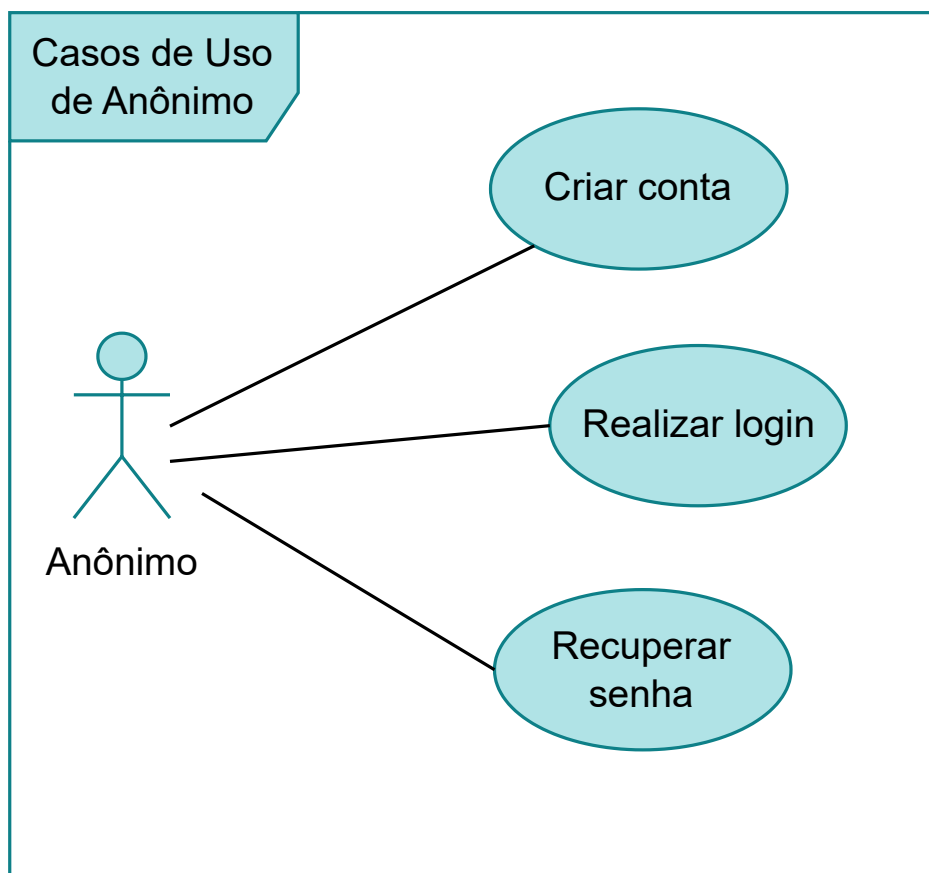 Casos de Uso
de Anônimo
Criar conta
Realizar login
Anônimo
Recuperar
senha